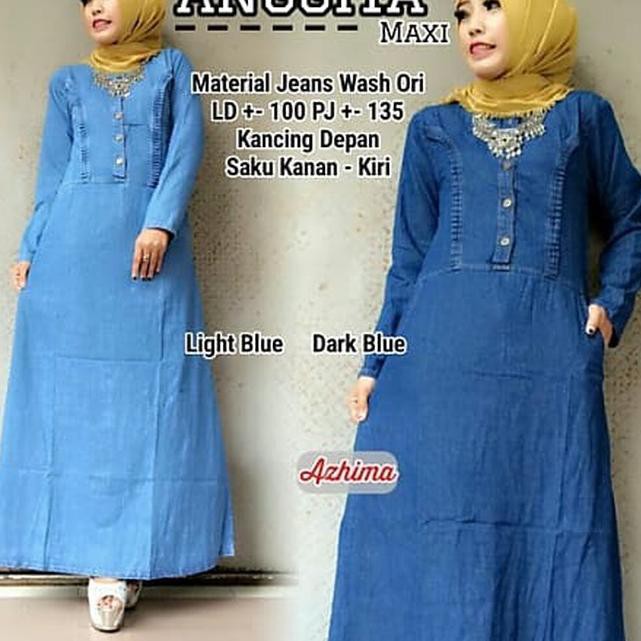 MAXI
Material Jeans Wash Ori
LD +- 100 PJ +- 135
Kancing Depan
Saku Kanan - Kiri
Light Blue
Dark Blue
Azhima